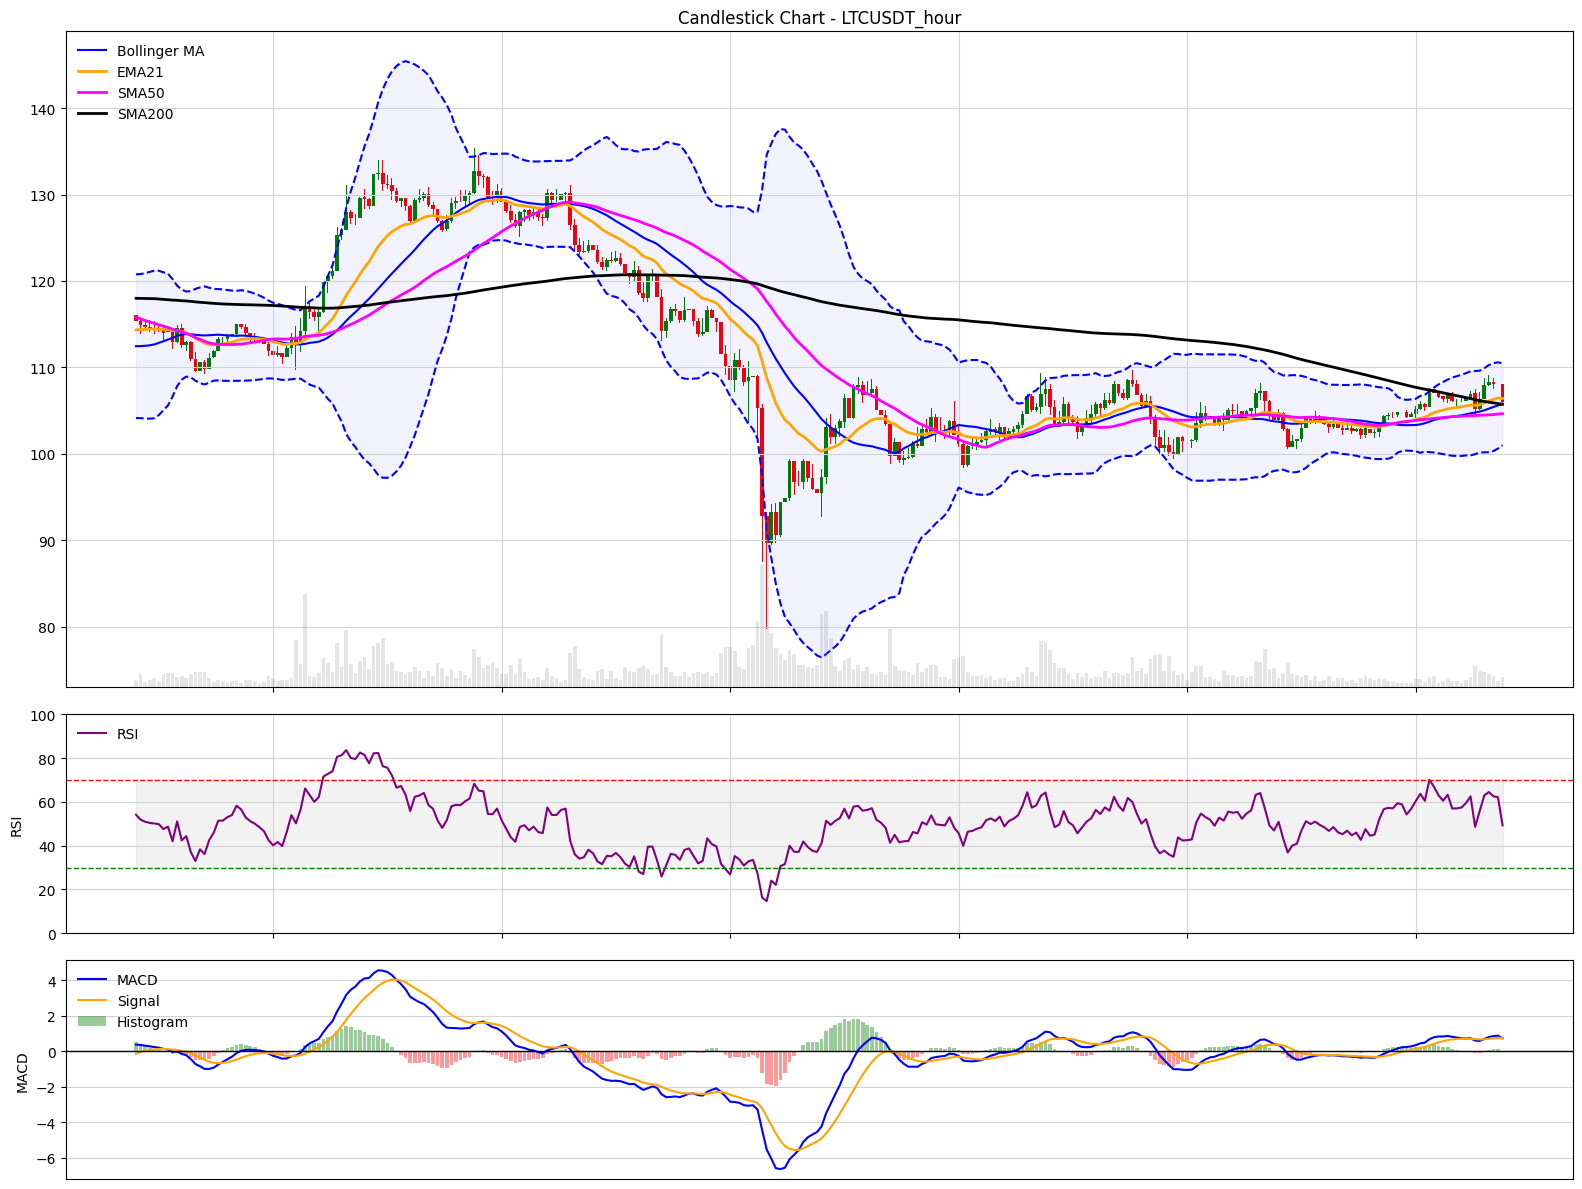 Candlestick Chart - LTCUSDT_hour
Bollinger MA
EMA21
SMA50
SMA200
140
130
120
110
100
90
80
100
80
60
40
20
0
RSI
RSI
4
2
0
−2
−4
−6
MACD
MACD
Signal
Histogram